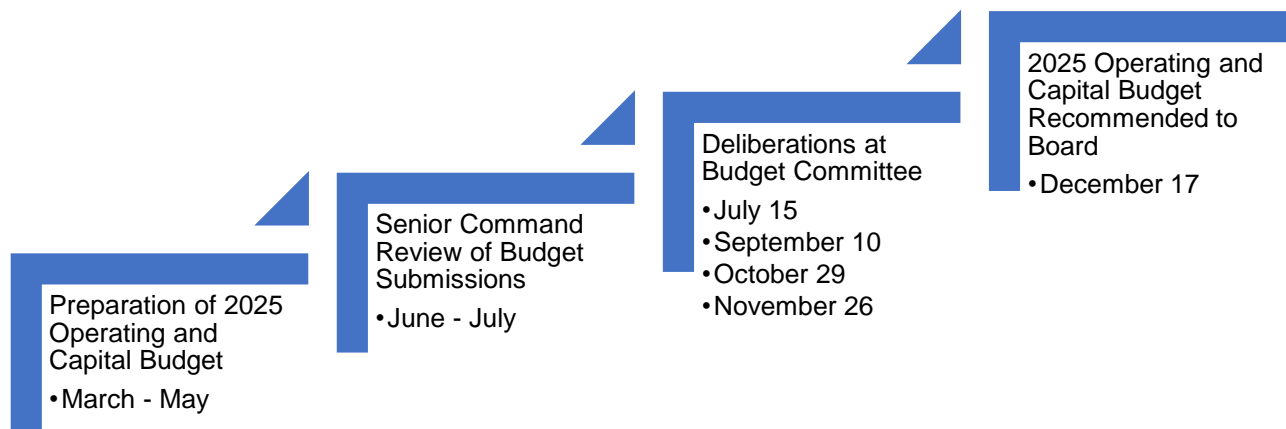 Preparation of 2025
Operating and
Capital Budget
•March - May
Senior Command
Review of Budget
Submissions
•June - July
Deliberations at
Budget Committee
•July 15
•September 10
•October 29
•November 26
2025 Operating and
Capital Budget
Recommended to
Board
•December 17